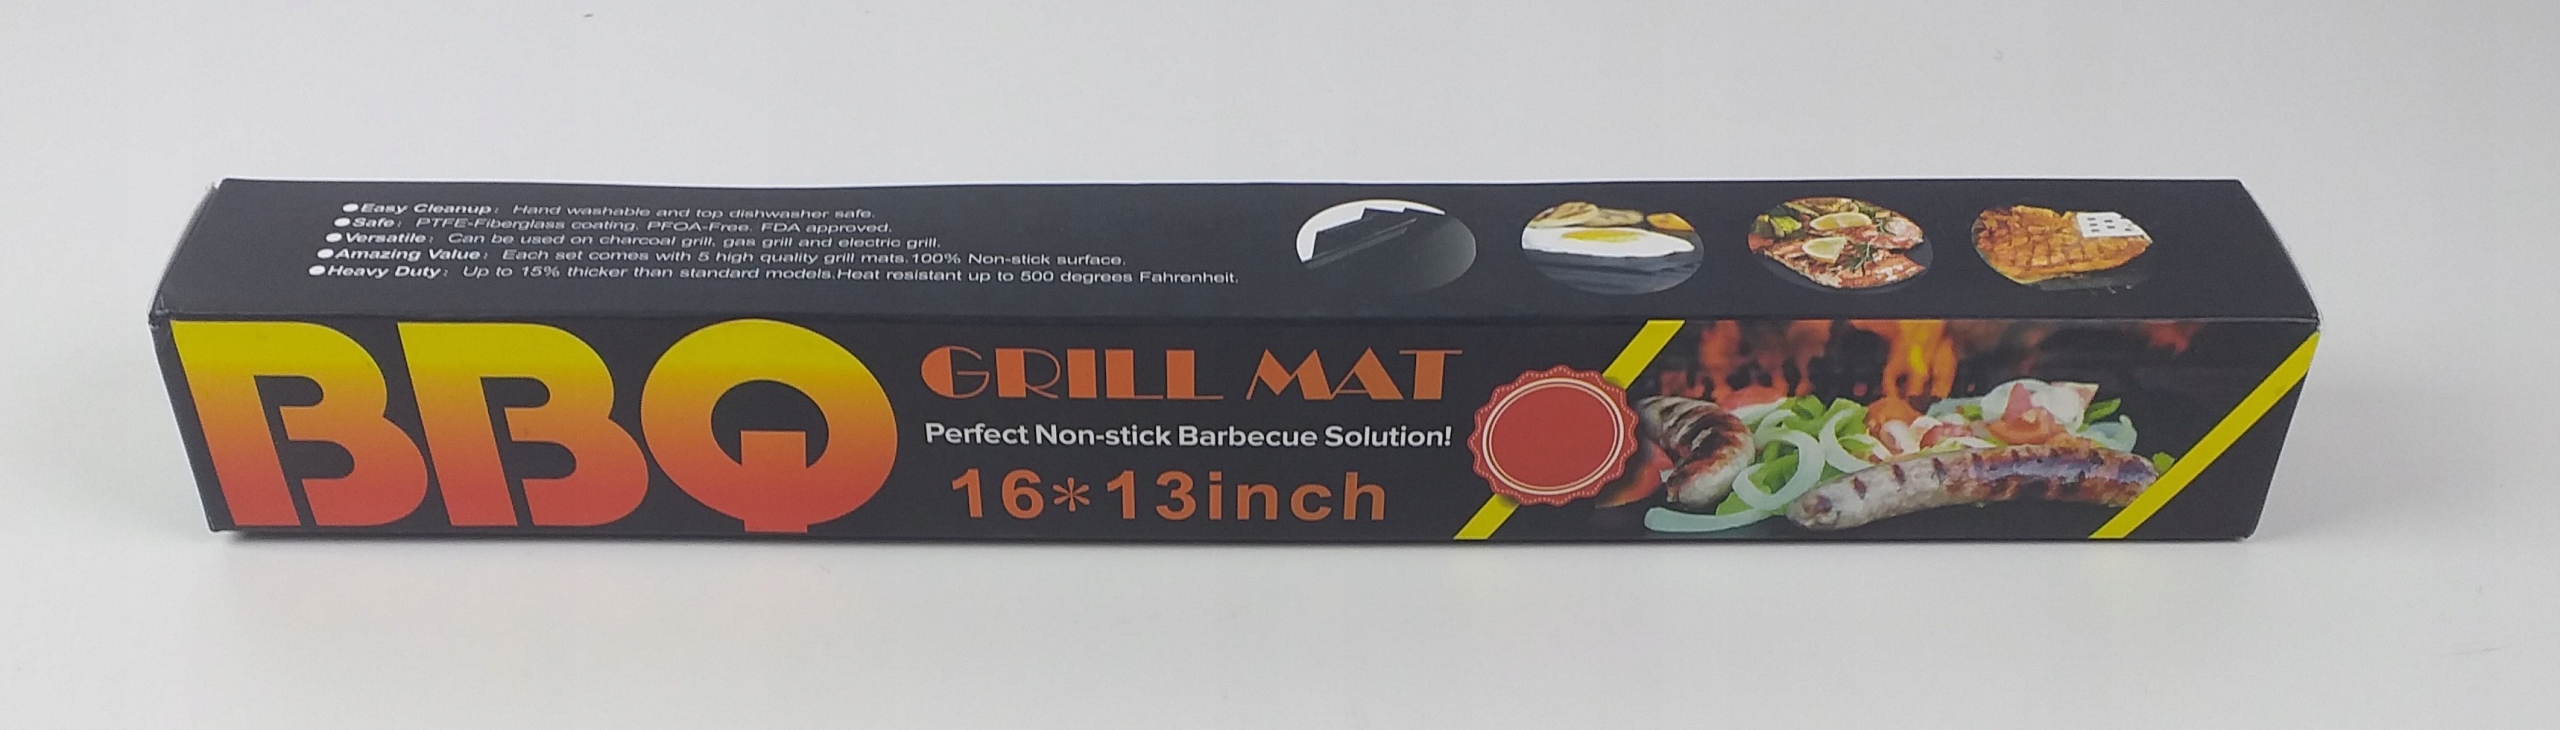 ●Easy Cleanup: Hand washable and top dishwasher safe.
●Safe: PTFE-Fiberglass coating. PFOA-Free. FDA approved.
●Versatile: Can be used on charcoal grill, gas grill and electric grill.
●Amazing Value: Each set comes with 5 high quality grill mats.100% Non-stick surface.
●Heavy Duty: Up to 15% thicker than standard models.Heat resistant up to 500 degrees Fahrenheit.
BBQ
GRILL MAT
Perfect Non-stick Barbecue Solution!
16*13inch